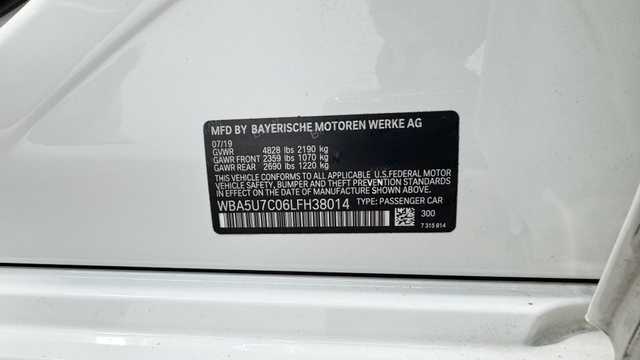 MFD BY BAYERISCHE MOTOREN WERKE AG
07/19
GVWR 4828 lbs 2190 kg
GAWR FRONT 2359 lbs 1070 kg
GAWR REAR 2690 lbs 1220 kg
THIS VEHICLE CONFORMS TO ALL APPLICABLE U.S.FEDERAL MOTOR
VEHICLE SAFETY, BUMPER, AND THEFT PREVENTION STANDARDS
IN EFFECT ON THE DATE OF MANUFACTURE SHOWN ABOVE.
WBA5U7C06LFH38014 TYPE: PASSENGER CAR
300
7 315 914